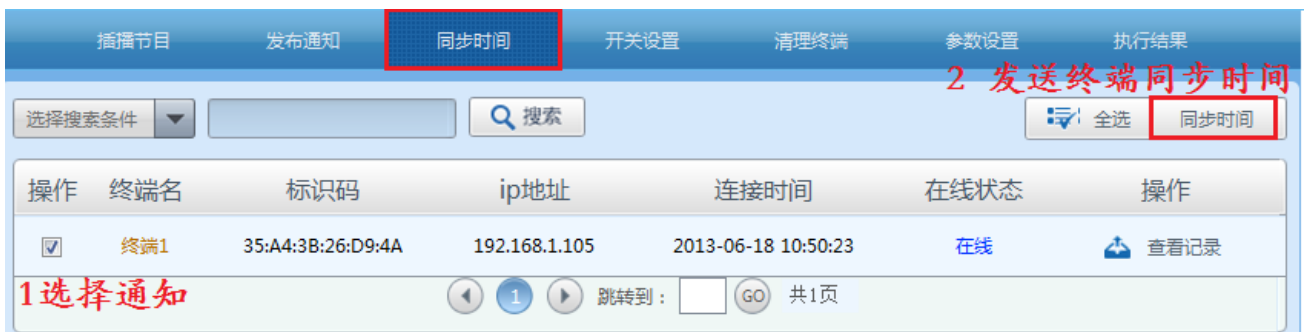 插播节目 发布通知 同步时间 开关设置 清理终端 参数设置 执行结果
2 发送终端同步时间
选择搜索条件 搜索 全选 同步时间
操作 终端名 标识码 ip地址 连接时间 在线状态 操作
终端1 35:A4:3B:26:D9:4A 192.168.1.105 2013-06-18 10:50:23 在线 查看记录
1选择通知 1 跳转到： GO 共1页